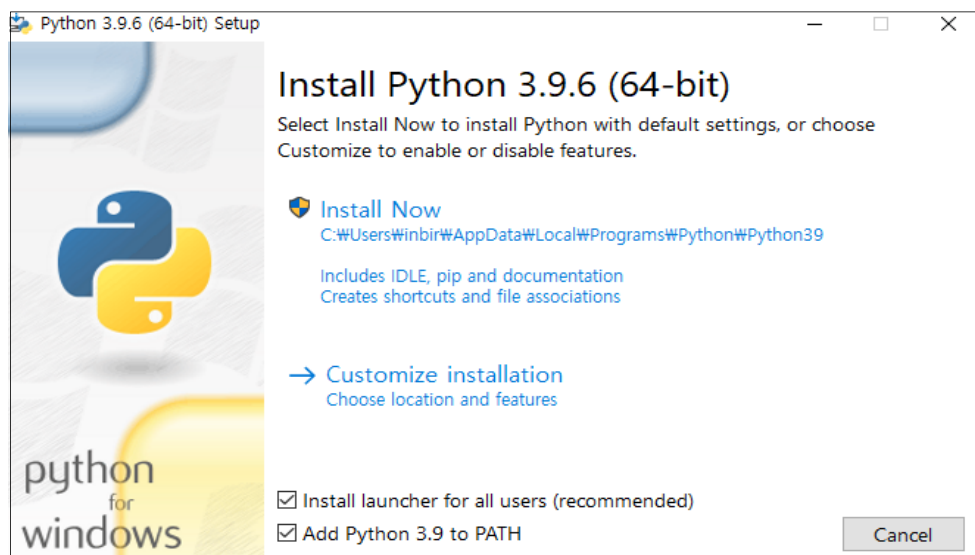 Python 3.9.6 (64-bit) Setup
Install Python 3.9.6 (64-bit)
Select Install Now to install Python with default settings, or choose
Customize to enable or disable features.
Install Now
C:₩Users₩inbir₩AppData₩Local₩Programs₩Python₩Python39
Includes IDLE, pip and documentation
Creates shortcuts and file associations
Customize installation
Choose location and features
python
for
windows
Install launcher for all users (recommended)
Add Python 3.9 to PATH
Cancel